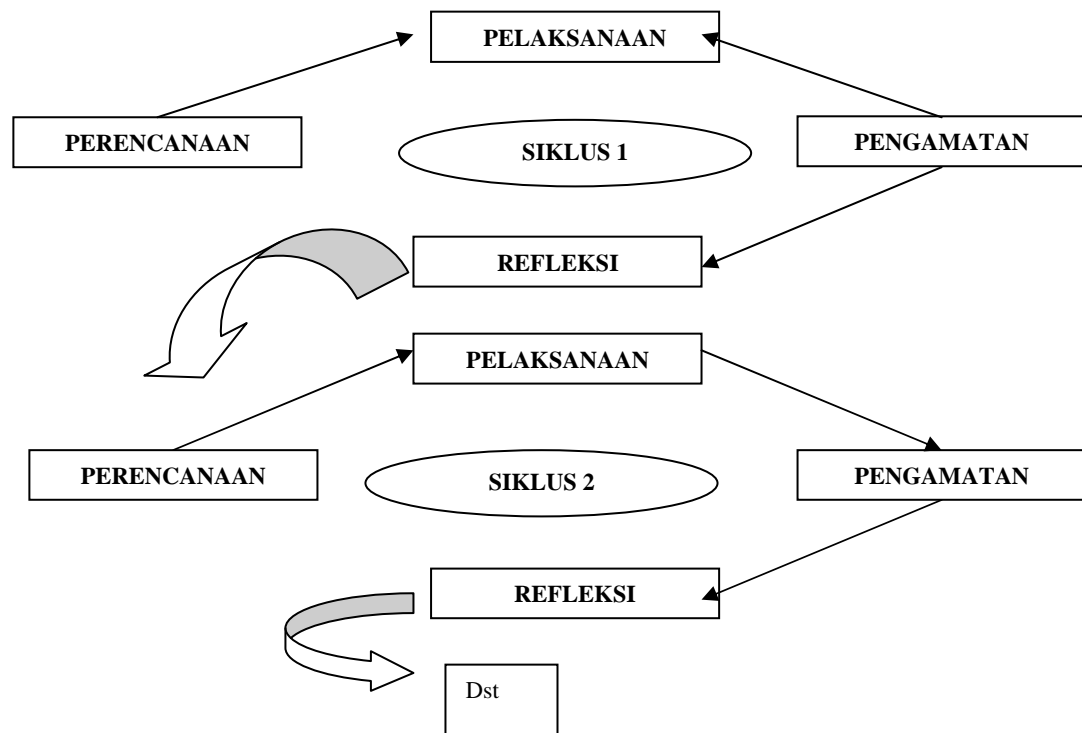 PELAKSANAAN
PERENCANAAN
SIKLUS 1
PENGAMATAN
REFLEKSI
PELAKSANAAN
PERENCANAAN
SIKLUS 2
PENGAMATAN
REFLEKSI
Dst